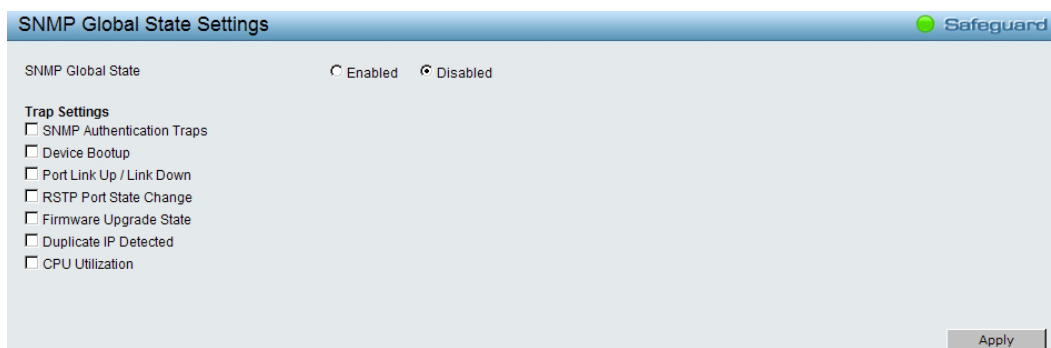 SNMP Global State Settings
Safeguard
SNMP Global State
Enabled
Disabled
Trap Settings
SNMP Authentication Traps
Device Bootup
Port Link Up / Link Down
RSTP Port State Change
Firmware Upgrade State
Duplicate IP Detected
CPU Utilization
Apply